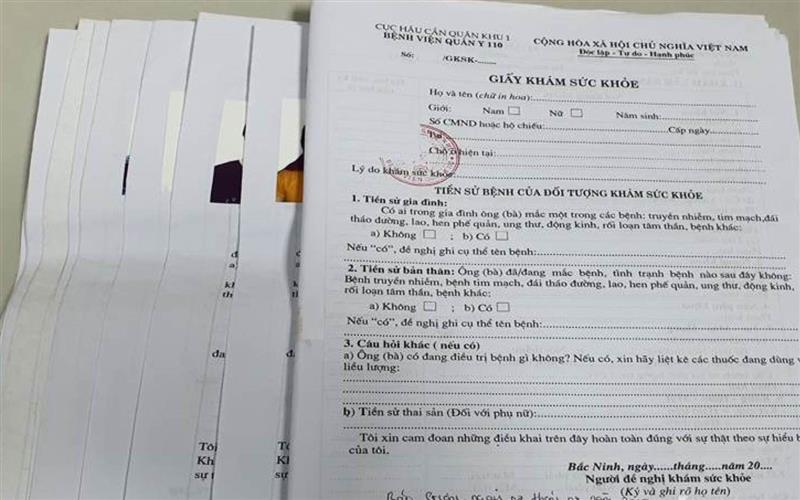 CỤC HẬU CẦN QUÂN KHU 1
BỆNH VIỆN QUÂN Y 110
CỘNG HÒA XÃ HỘI CHỦ NGHĨA VIỆT NAM
Độc lập - Tự do - Hạnh phúc
Số: /GKSK-.......
GIẤY KHÁM SỨC KHỎE
Họ và tên (chữ in hoa):
Giới: Nam □ Nữ □ Năm sinh:
Số CMND hoặc hộ chiếu: Cấp ngày
Tại
Chỗ ở hiện tại:
Lý do khám sức khỏe
TIỀN SỬ BỆNH CỦA ĐỐI TƯỢNG KHÁM SỨC KHỎE
1. Tiền sử gia đình:
Có ai trong gia đình ông (bà) mắc một trong các bệnh: truyền nhiễm, tim mạch,đái
tháo đường, lao, hen phế quản, ung thư, động kinh, rối loạn tâm thần, bệnh khác:
a) Không □ ; b) Có □
Nếu “có”, đề nghị ghi cụ thể tên bệnh:
2. Tiền sử bản thân: Ông (bà) đã/đang mắc bệnh, tình trạnh bệnh nào sau đây không:
Bệnh truyền nhiễm, bệnh tim mạch, đái tháo đường, lao, hen phế quản, ung thư, động kinh,
rối loạn tâm thần, bệnh khác:
a) Không □ ; b) Có □
Nếu “có”, đề nghị ghi cụ thể tên bệnh:
3. Câu hỏi khác ( nếu có)
a) Ông (bà) có đang điều trị bệnh gì không? Nếu có, xin hãy liệt kê các thuốc đang dùng v
liều lượng:
b) Tiền sử thai sản (Đối với phụ nữ):
Tôi xin cam đoan những điều khai trên đây hoàn toàn đúng với sự thật theo sự hiểu b
của tôi.
Bắc Ninh, ngày......tháng.....năm 20....
Người đề nghị khám sức khỏe
(Ký và ghi rõ họ tên)